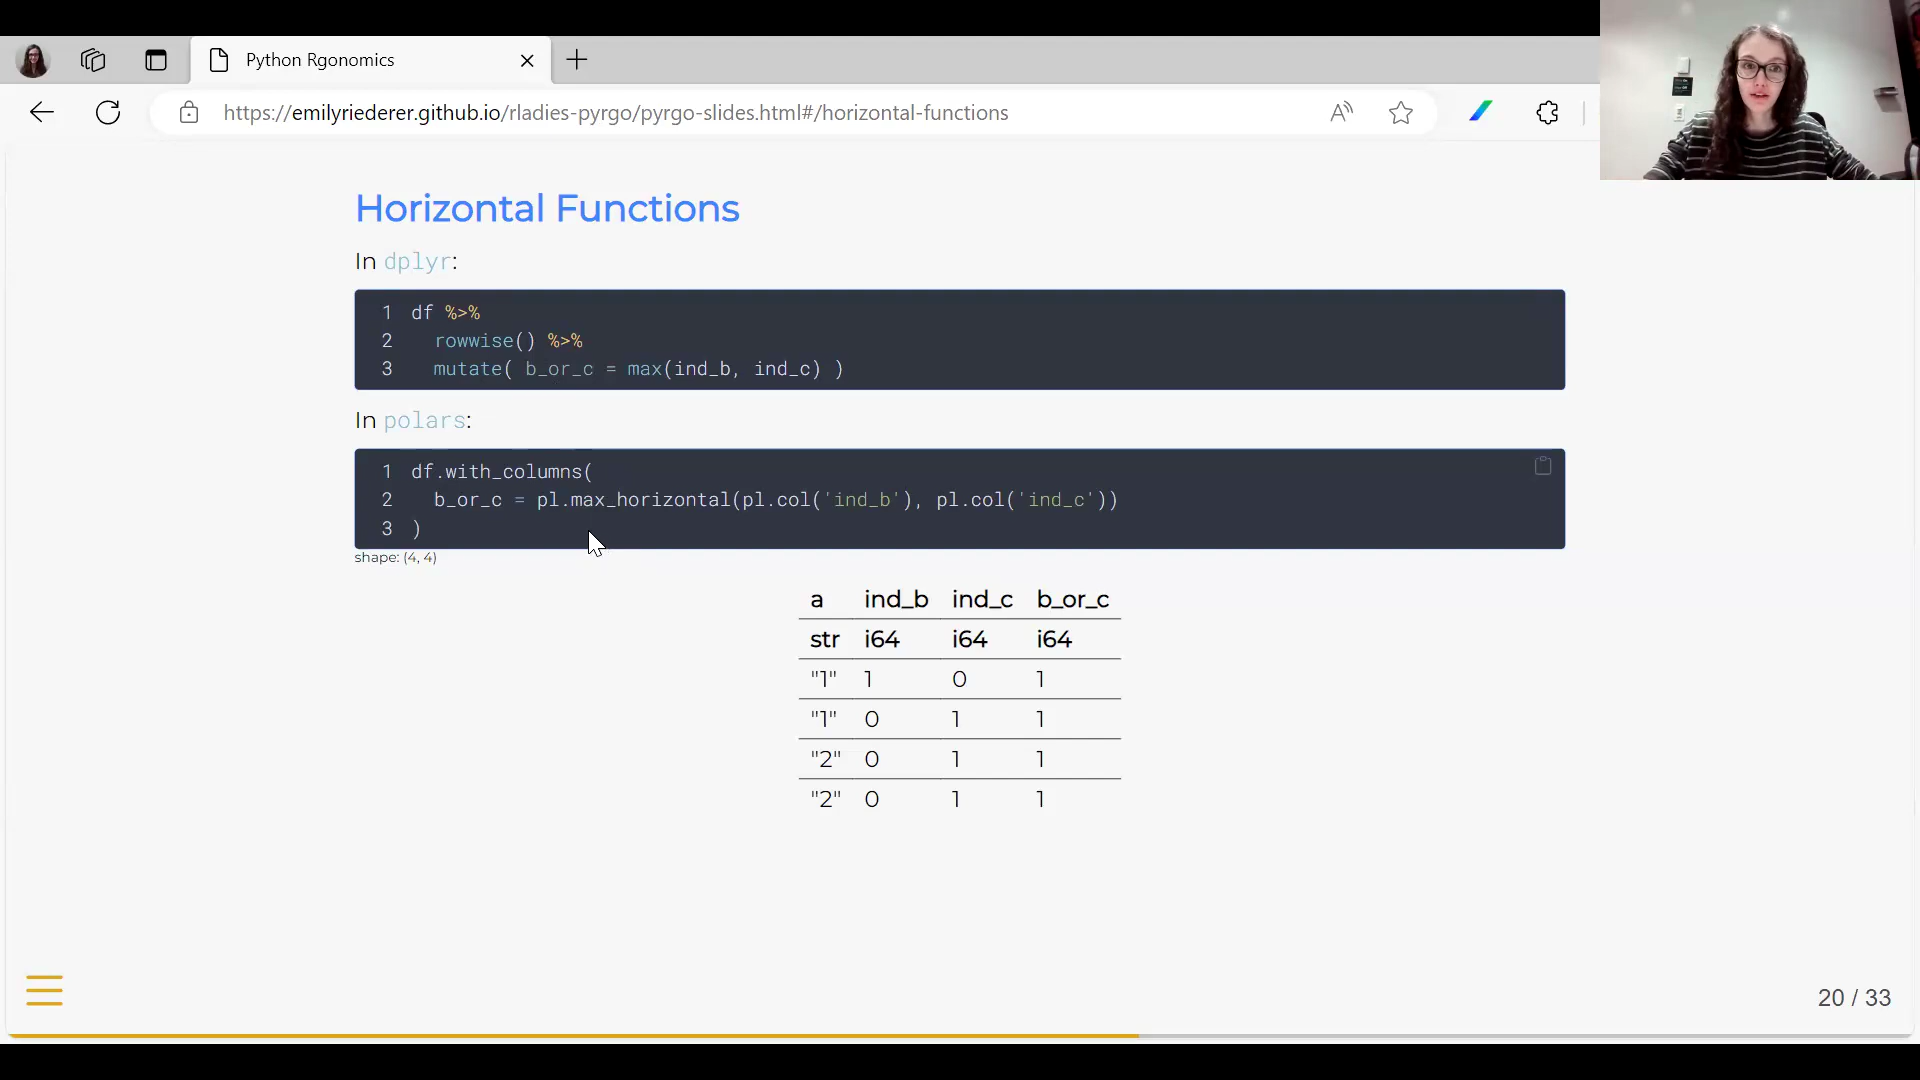 Python Rgonomics
https://emilyriederer.github.io/rladies-pyrgo/pyrgo-slides.html#/horizontal-functions
Horizontal Functions
In dplyr:
1 df %>%
2 rowwise() %>%
3 mutate( b_or_c = max(ind_b, ind_c) )
In polars:
1 df.with_columns(
2 b_or_c = pl.max_horizontal(pl.col('ind_b'), pl.col('ind_c'))
3 )
shape: (4, 4)
a ind_b ind_c b_or_c
str i64 i64 i64
"1" 1 0 1
"1" 0 1 1
"2" 0 1 1
"2" 0 1 1
20 / 33